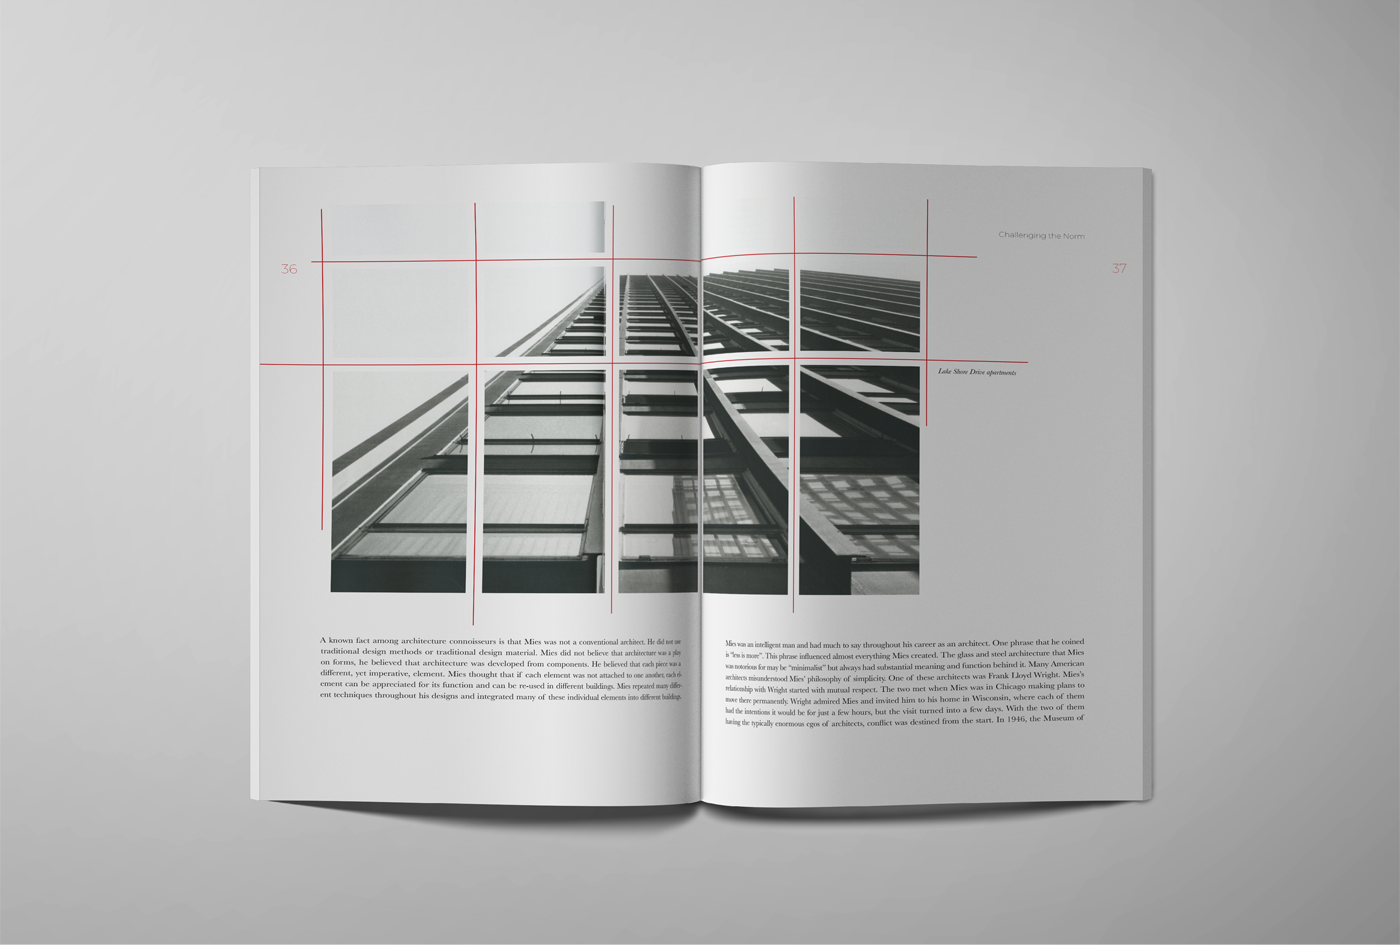 36
Challenging the Norm
37
Lake Shore Drive apartments
A known fact among architecture connoisseurs is that Mies was not a conventional architect. He did not use
traditional design methods or traditional design material. Mies did not believe that architecture was a play
on forms, he believed that architecture was developed from components. He believed that each piece was a
different, yet imperative, element. Mies thought that if each element was not attached to one another, each el-
ement can be appreciated for its function and can be re-used in different buildings. Mies repeated many differ-
ent techniques throughout his designs and integrated many of these individual elements into different buildings.
Mies was an intelligent man and had much to say throughout his career as an architect. One phrase that he coined
is “less is more”. This phrase influenced almost everything Mies created. The glass and steel architecture that Mies
was notorious for may be “minimalist” but always had substantial meaning and function behind it. Many American
architects misunderstood Mies’ philosophy of simplicity. One of these architects was Frank Lloyd Wright. Mies’s
relationship with Wright started with mutual respect. The two met when Mies was in Chicago making plans to
move there permanently. Wright admired Mies and invited him to his home in Wisconsin, where each of them
had the intentions it would be for just a few hours, but the visit turned into a few days. With the two of them
having the typically enormous egos of architects, conflict was destined from the start. In 1946, the Museum of